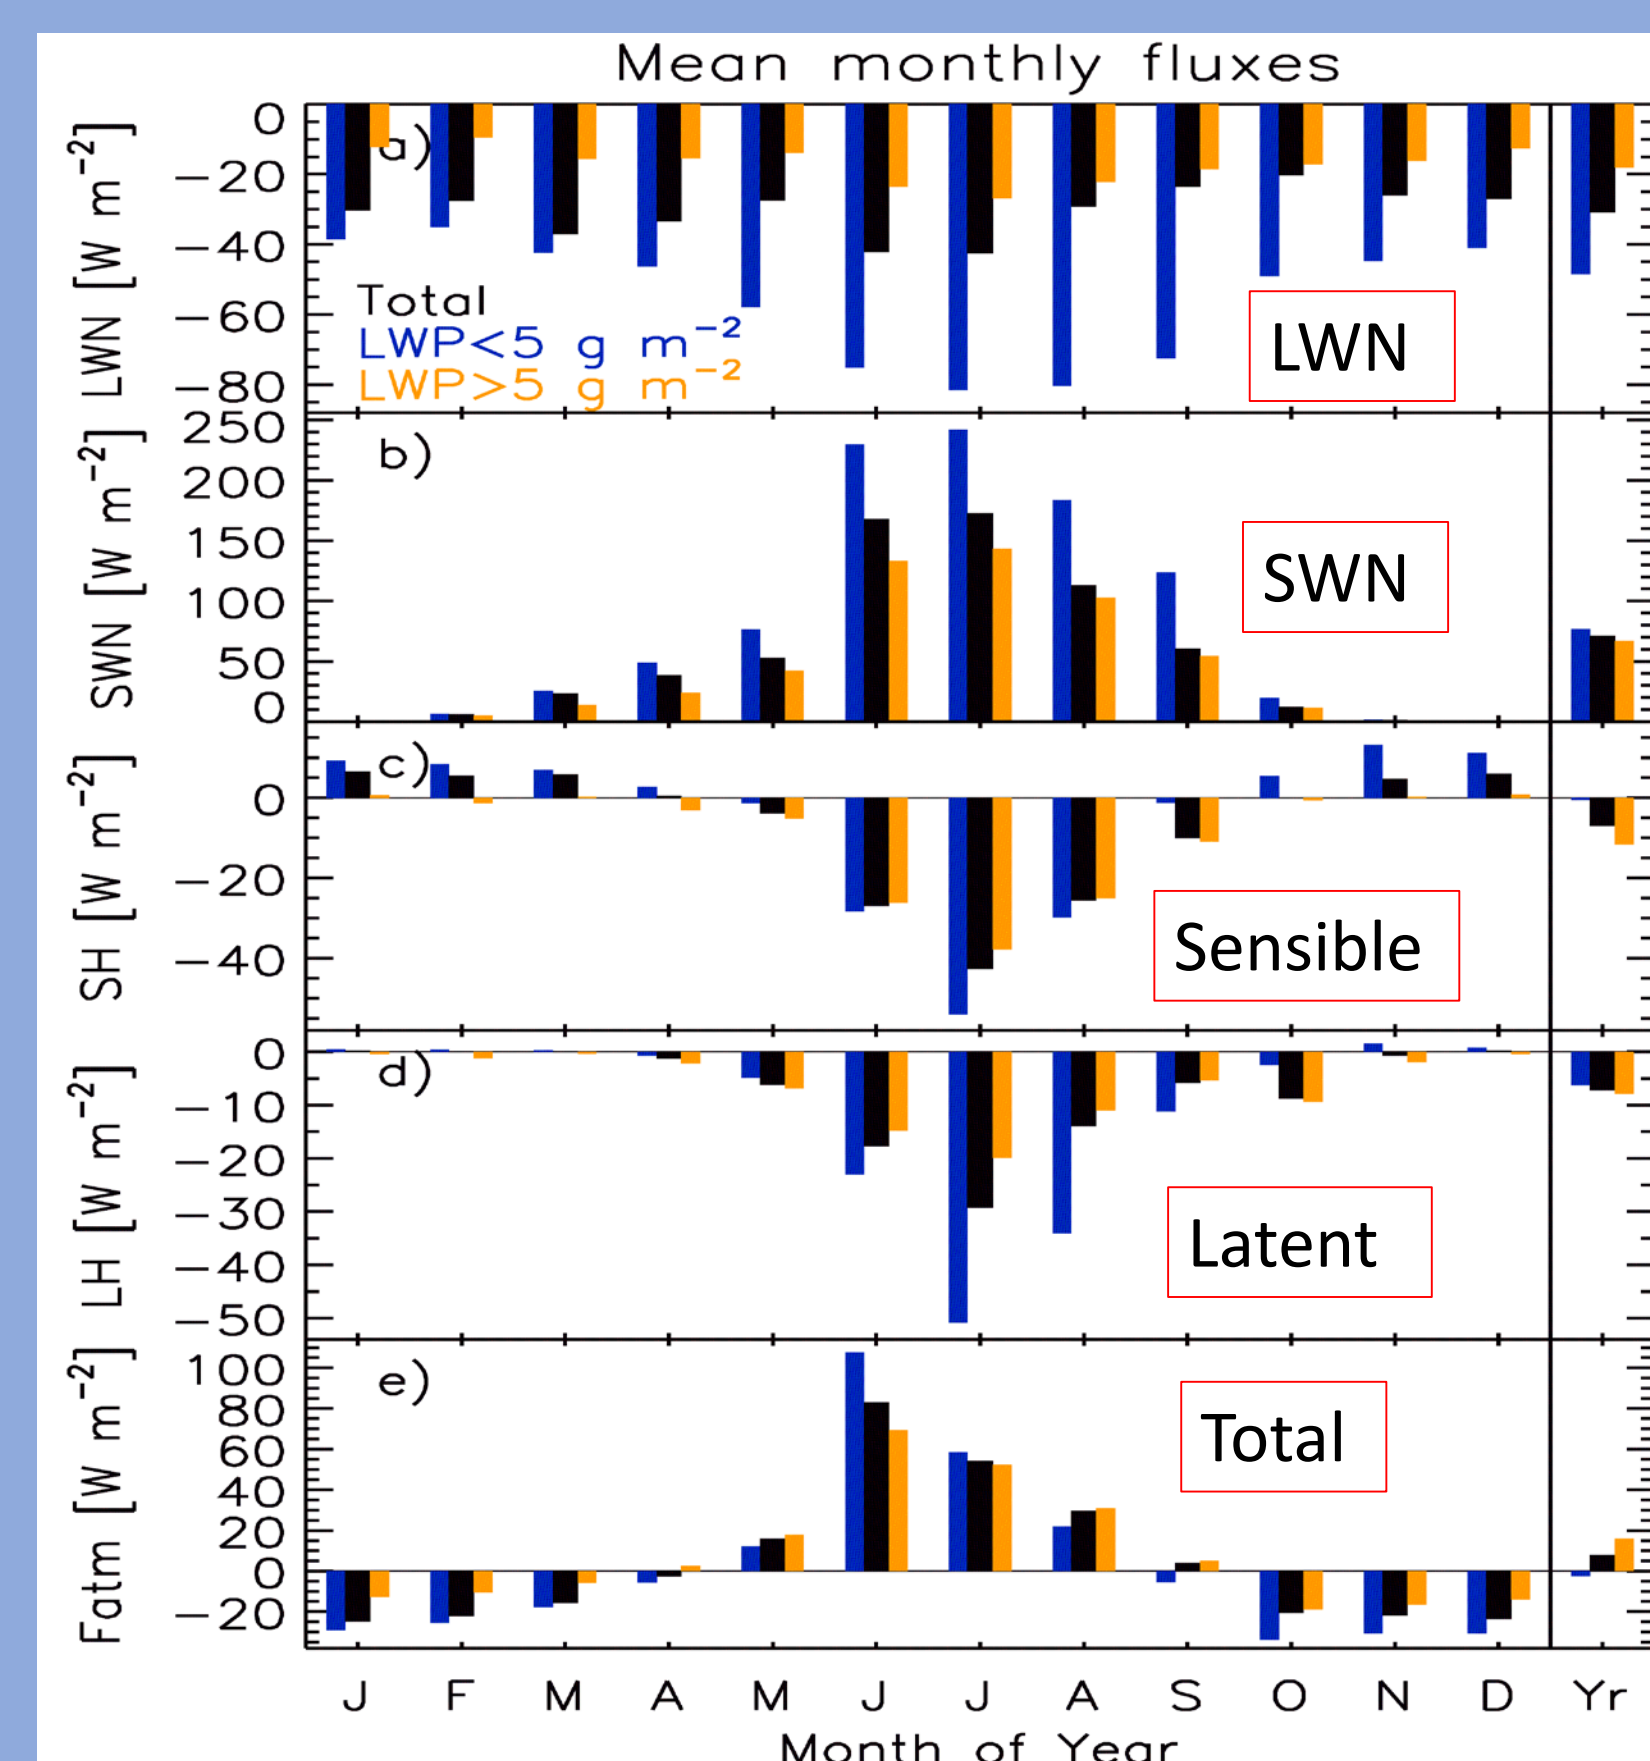 Mean monthly fluxes
LWN [W m⁻²]
0
−20
−40
−60
−80
a)
Total
LWP<5 g m⁻²
LWP>5 g m⁻²
LWN
SWN [W m⁻²]
250
200
150
100
50
0
b)
SWN
SH [W m⁻²]
0
−20
−40
c)
Sensible
LH [W m⁻²]
0
−10
−20
−30
−40
−50
d)
Latent
Fatm [W m⁻²]
100
80
60
40
20
0
−20
e)
Total
J F M A M J J A S O N D Yr
Month of Year